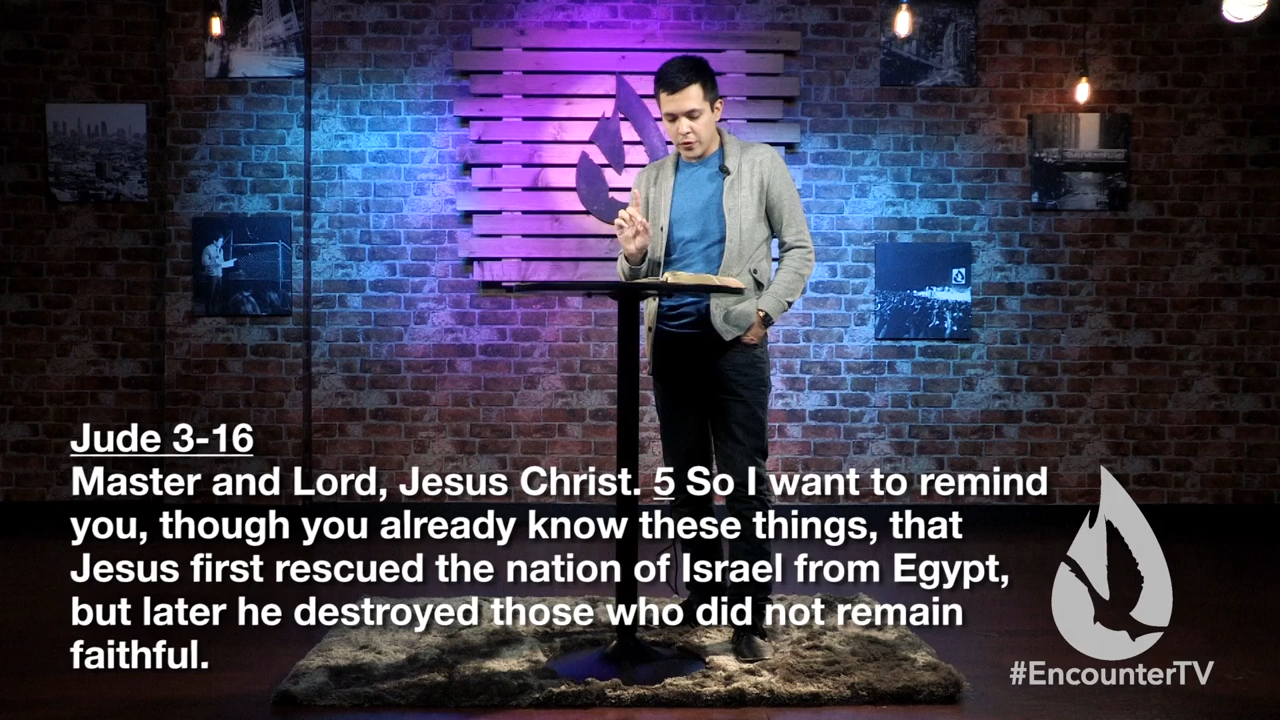 Jude 3-16
Master and Lord, Jesus Christ. 5 So I want to remind
you, though you already know these things, that
Jesus first rescued the nation of Israel from Egypt,
but later he destroyed those who did not remain
faithful.
#EncounterTV